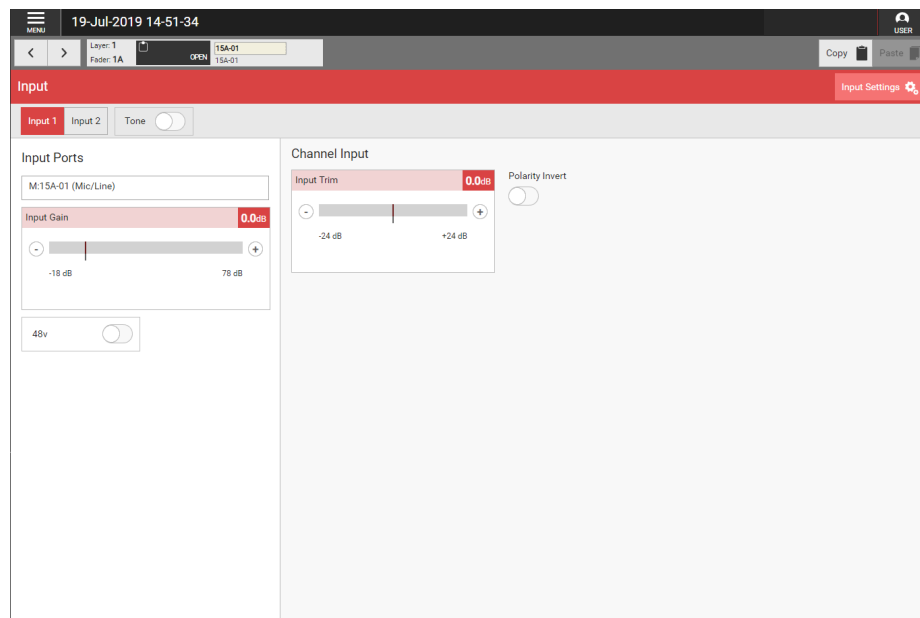 MENU 19-Jul-2019 14-51-34 USER
Layer: 1 15A-01
Fader: 1A OPEN 15A-01 Copy Paste
Input Input Settings
Input 1 Input 2 Tone
Input Ports
M:15A-01 (Mic/Line)
Input Gain 0.0dB
- +
-18 dB 78 dB
48v
Channel Input
Input Trim 0.0dB Polarity Invert
- +
-24 dB +24 dB